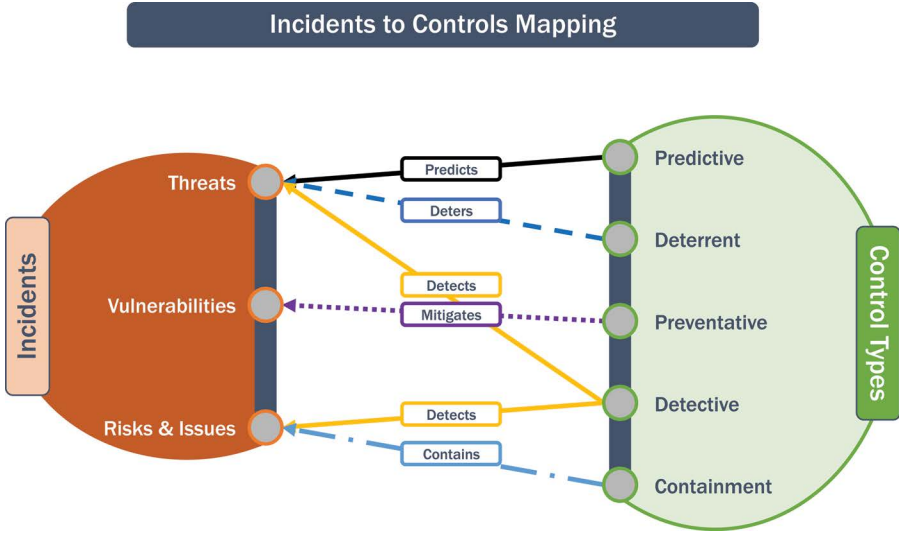 Incidents to Controls Mapping
Incidents
Threats
Vulnerabilities
Risks & Issues
Predicts
Deters
Detects
Mitigates
Detects
Contains
Predictive
Deterrent
Preventative
Detective
Containment
Control Types